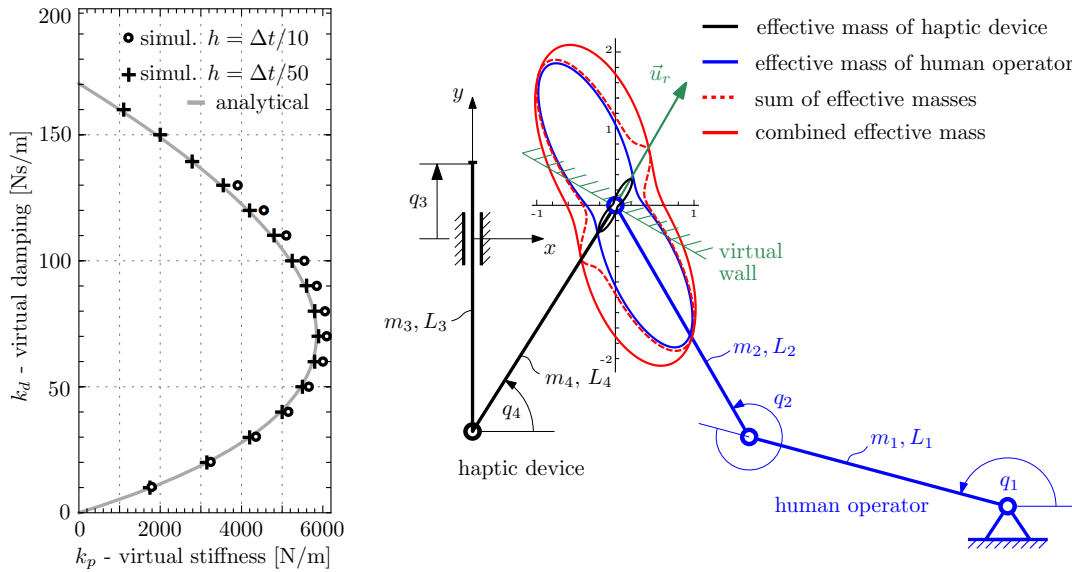 200
150
100
50
0
k_d - virtual damping [Ns/m]
simul. h = Δt/10
simul. h = Δt/50
analytical
0 2000 4000 6000
k_p - virtual stiffness [N/m]
effective mass of haptic device
effective mass of human operator
sum of effective masses
combined effective mass
2
1
-1 1
-2
u⃗_r
y
x
q_3
virtual
wall
m_3, L_3
m_4, L_4
q_4
haptic device
m_2, L_2
q_2
m_1, L_1
q_1
human operator